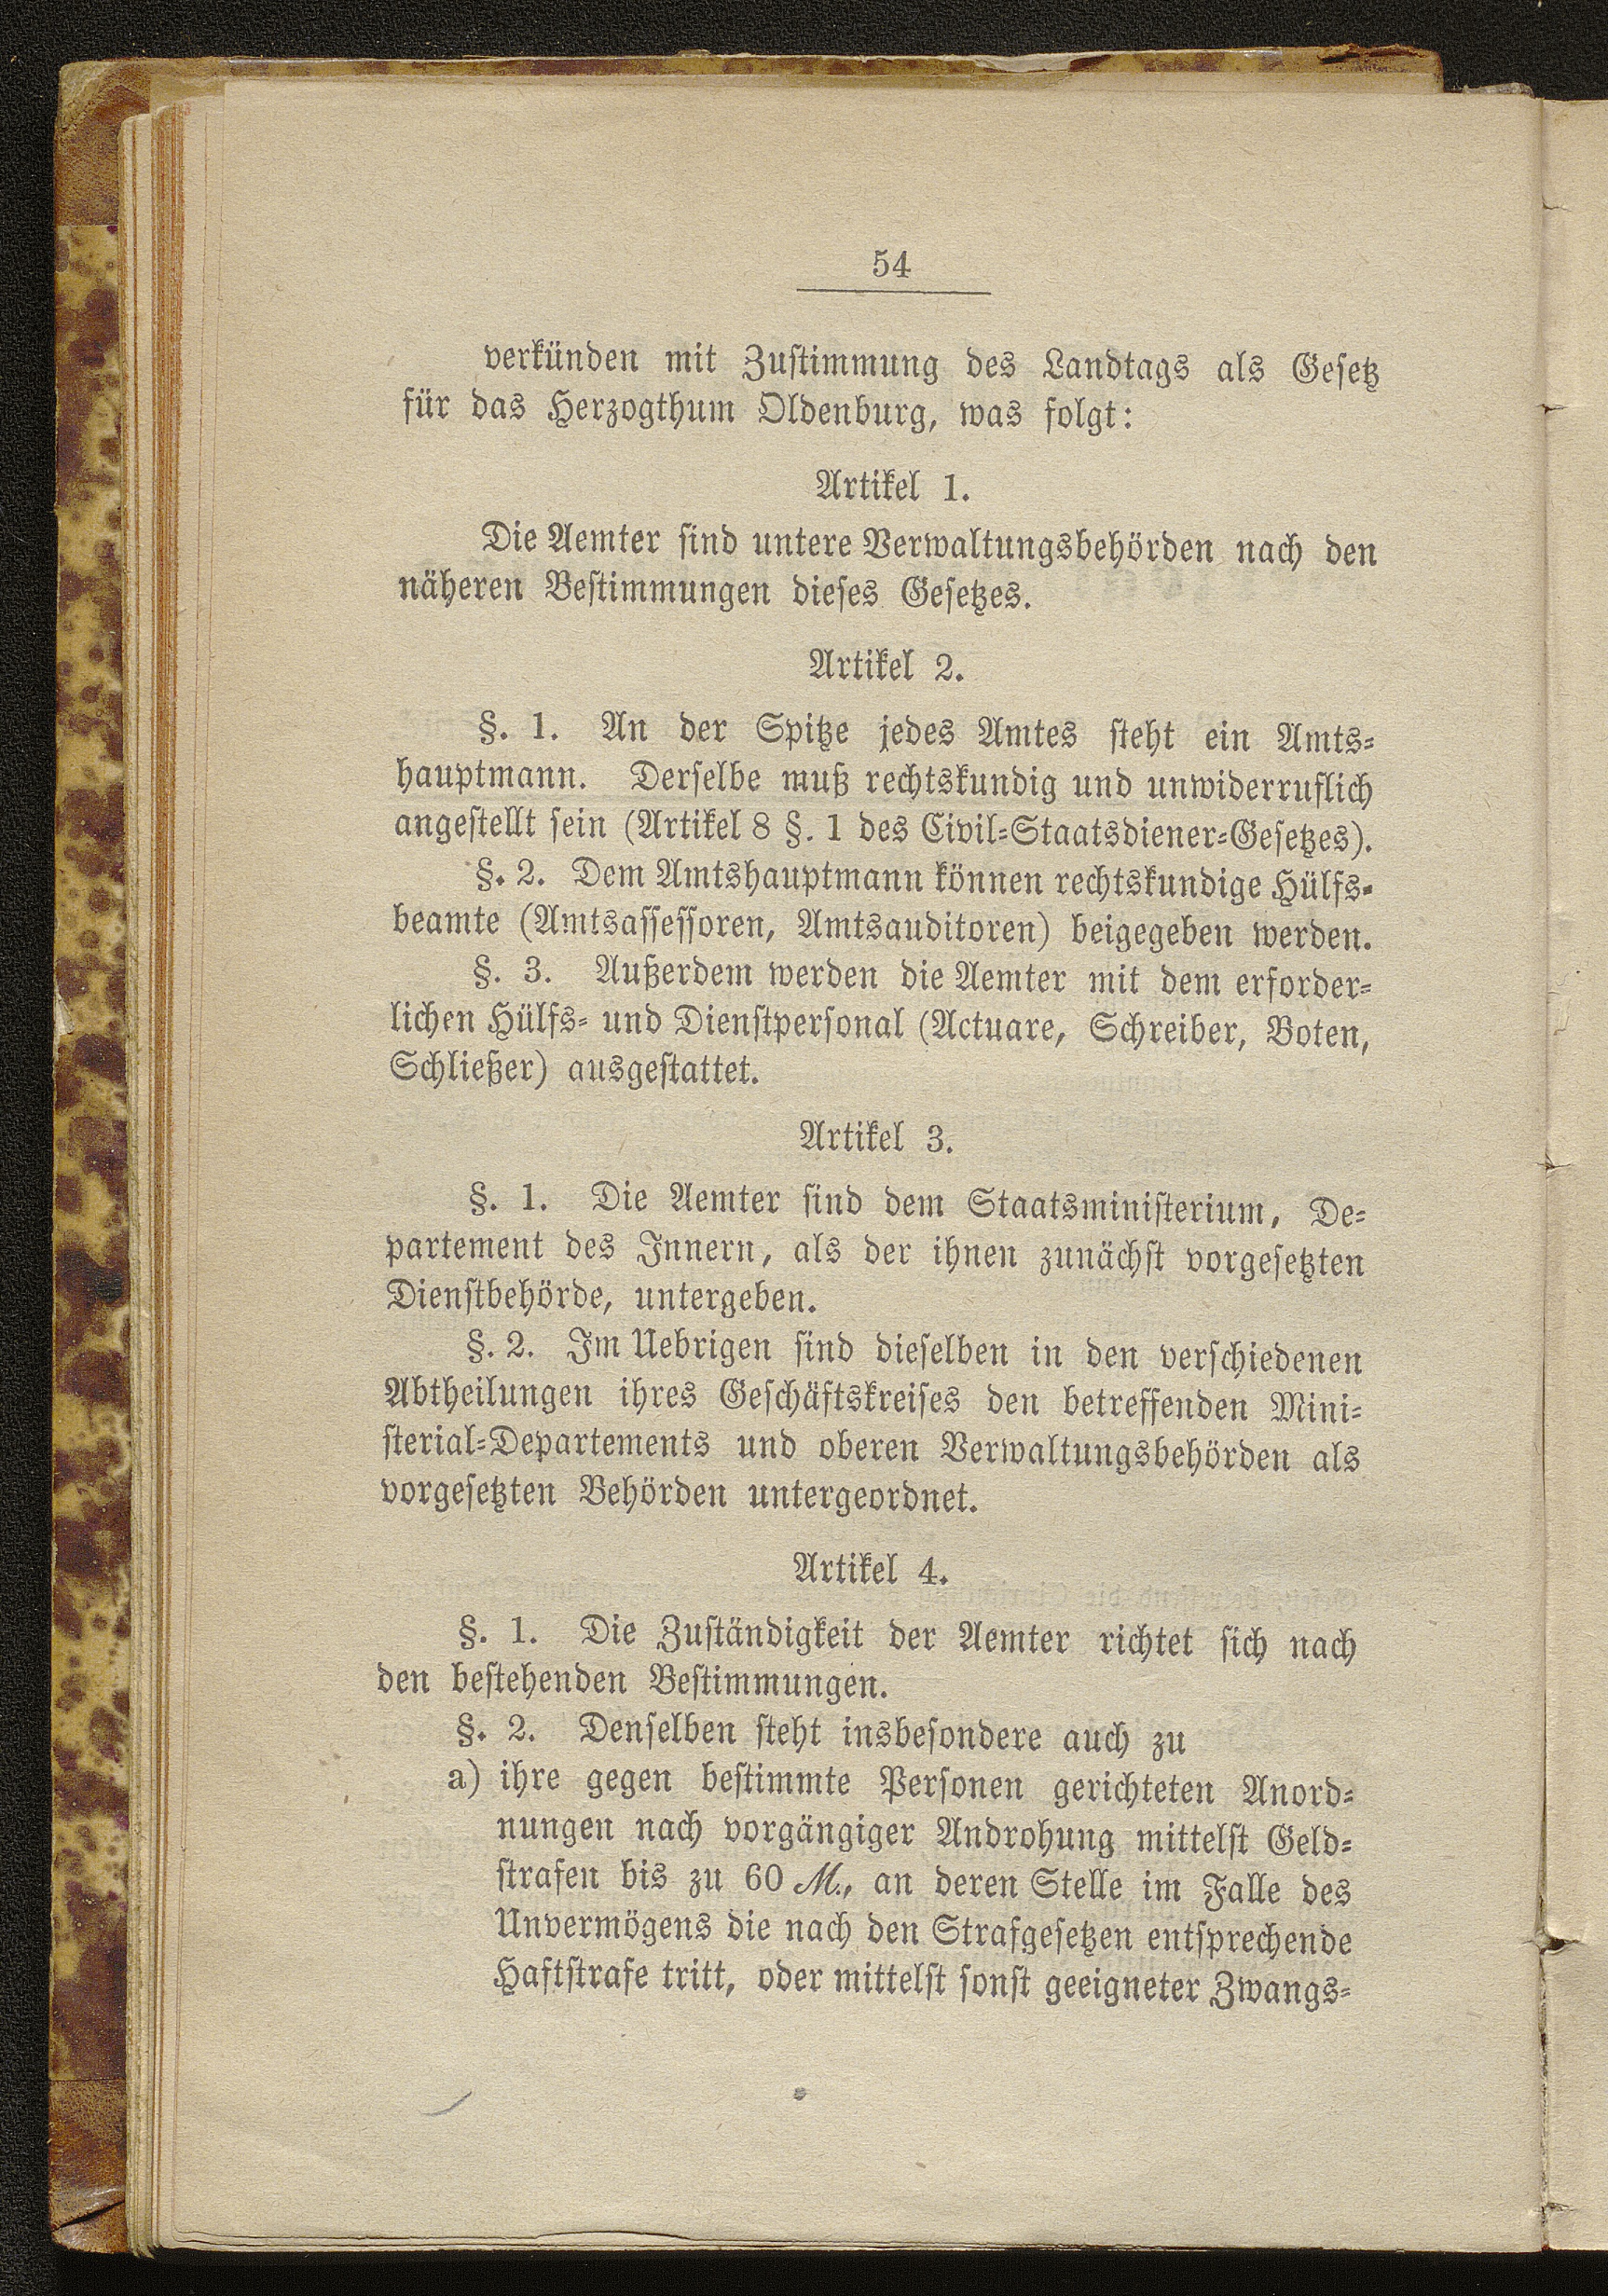 54
verkünden mit Zustimmung des Landtags als Gesetz
für das Herzogthum Oldenburg, was folgt:
Artikel 1.
Die Aemter sind untere Verwaltungsbehörden nach den
näheren Bestimmungen dieses Gesetzes.
Artikel 2.
§. 1. An der Spitze jedes Amtes steht ein Amts-
hauptmann. Derselbe muß rechtskundig und unwiderruflich
angestellt sein (Artikel 8 §. 1 des Civil-Staatsdiener-Gesetzes).
§. 2. Dem Amtshauptmann können rechtskundige Hülfs-
beamte (Amtsassessoren, Amtsauditoren) beigegeben werden.
§. 3. Außerdem werden die Aemter mit dem erforder-
lichen Hülfs- und Dienstpersonal (Actuare, Schreiber, Boten,
Schließer) ausgestattet.
Artikel 3.
§. 1. Die Aemter sind dem Staatsministerium, De-
partement des Innern, als der ihnen zunächst vorgesetzten
Dienstbehörde, untergeben.
§. 2. Im Uebrigen sind dieselben in den verschiedenen
Abtheilungen ihres Geschäftskreises den betreffenden Mini-
sterial-Departements und oberen Verwaltungsbehörden als
vorgesetzten Behörden untergeordnet.
Artikel 4.
§. 1. Die Zuständigkeit der Aemter richtet sich nach
den bestehenden Bestimmungen.
§. 2. Denselben steht insbesondere auch zu
a) ihre gegen bestimmte Personen gerichteten Anord-
nungen nach vorgängiger Androhung mittelst Geld-
strafen bis zu 60 M., an deren Stelle im Falle des
Unvermögens die nach den Strafgesetzen entsprechende
Haftstrafe tritt, oder mittelst sonst geeigneter Zwangs-